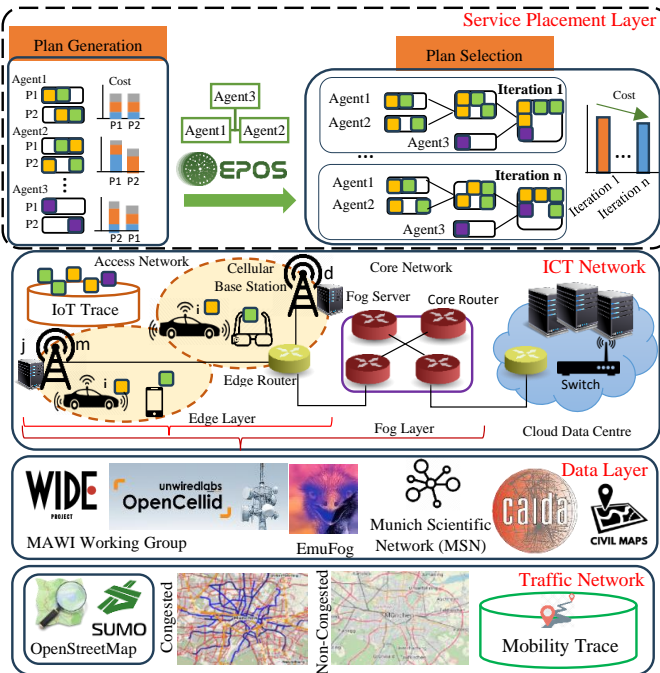 Service Placement Layer
Plan Generation
Agent1
P1
P2
Agent2
P1
P2
Agent3
P1
P2
Cost
P1 P2
P1 P2
P2 P1
Agent3
Agent1
Agent2
EPOS
Plan Selection
Agent1
Agent2
Agent3
Iteration 1
...
Agent1
Agent2
Agent3
Iteration n
Cost
Iteration 1
Iteration n
ICT Network
Access Network
IoT Trace
Cellular
Base Station
d
Core Network
Fog Server
Core Router
i
j
m
i
Edge Router
Switch
Edge Layer
Fog Layer
Cloud Data Centre
Data Layer
WIDE
PROJECT
MAWI Working Group
unwiredlabs
OpenCellid
EmuFog
Munich Scientific
Network (MSN)
caida
CIVIL MAPS
Traffic Network
OpenStreetMap
SUMO
Congested
Non-Congested
Mobility Trace